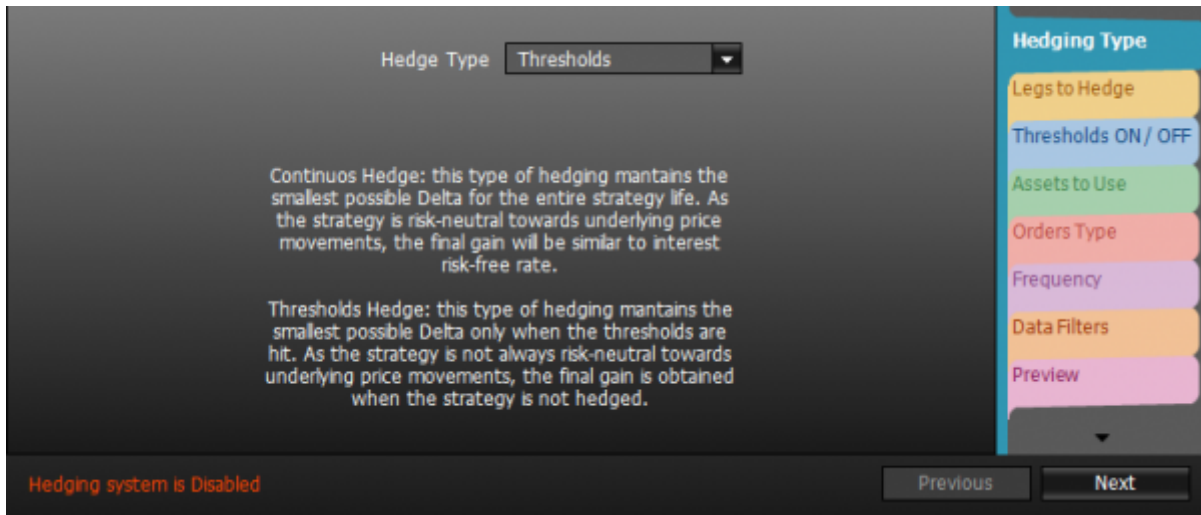 Hedge Type Thresholds
Continuos Hedge: this type of hedging mantains the
smallest possible Delta for the entire strategy life. As
the strategy is risk-neutral towards underlying price
movements, the final gain will be similar to interest
risk-free rate.
Thresholds Hedge: this type of hedging mantains the
smallest possible Delta only when the thresholds are
hit. As the strategy is not always risk-neutral towards
underlying price movements, the final gain is obtained
when the strategy is not hedged.
Hedging Type
Legs to Hedge
Thresholds ON / OFF
Assets to Use
Orders Type
Frequency
Data Filters
Preview
Hedging system is Disabled
Previous
Next